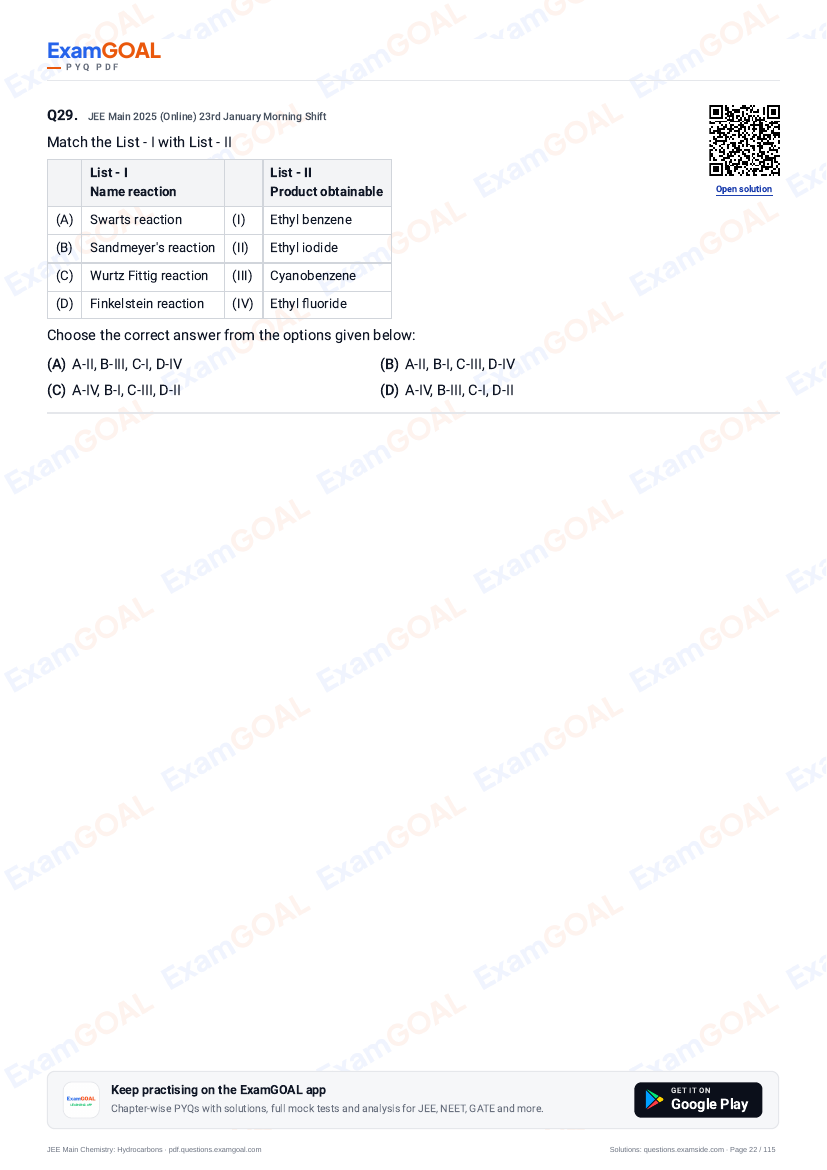 ExamGOAL
PYQ PDF
Q29. JEE Main 2025 (Online) 23rd January Morning Shift
Match the List - I with List - II
List - I List - II
Name reaction Product obtainable
(A) Swarts reaction (I) Ethyl benzene
(B) Sandmeyer's reaction (II) Ethyl iodide
(C) Wurtz Fittig reaction (III) Cyanobenzene
(D) Finkelstein reaction (IV) Ethyl fluoride
Open solution
Choose the correct answer from the options given below:
(A) A-II, B-III, C-I, D-IV (B) A-II, B-I, C-III, D-IV
(C) A-IV, B-I, C-III, D-II (D) A-IV, B-III, C-I, D-II
ExamGOAL
Keep practising on the ExamGOAL app
Chapter-wise PYQs with solutions, full mock tests and analysis for JEE, NEET, GATE and more.
GET IT ON
Google Play
JEE Main Chemistry: Hydrocarbons · pdf.questions.examgoal.com Solutions: questions.examside.com · Page 22 / 115